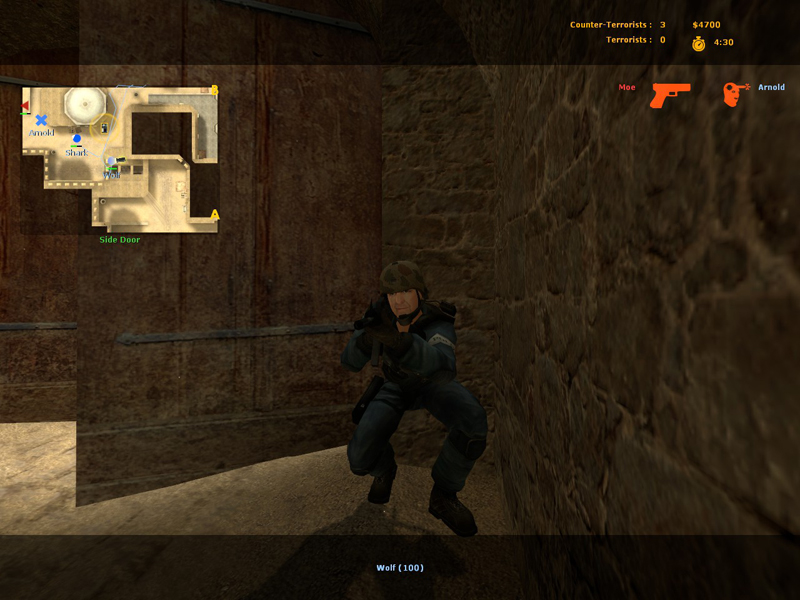 Counter-Terrorists : 3 $4700
Terrorists : 0 4:30
Moe Arnold
B
Arnold
Shark
Wolf
A
Side Door
Wolf (100)